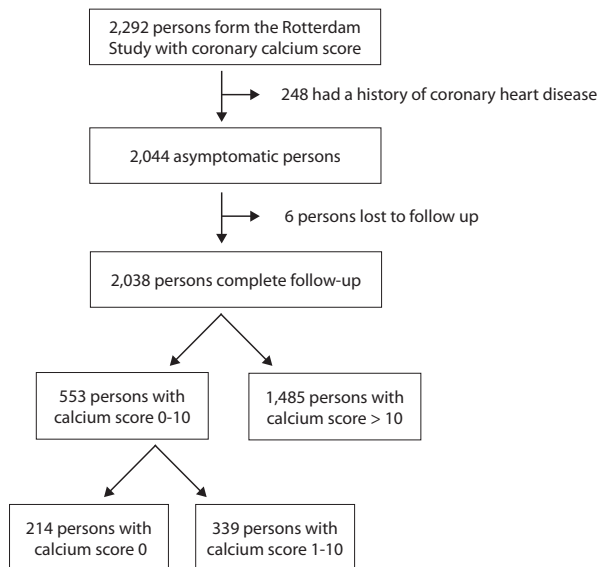 2,292 persons form the Rotterdam
Study with coronary calcium score
248 had a history of coronary heart disease
2,044 asymptomatic persons
6 persons lost to follow up
2,038 persons complete follow-up
553 persons with
calcium score 0-10
1,485 persons with
calcium score > 10
214 persons with
calcium score 0
339 persons with
calcium score 1-10